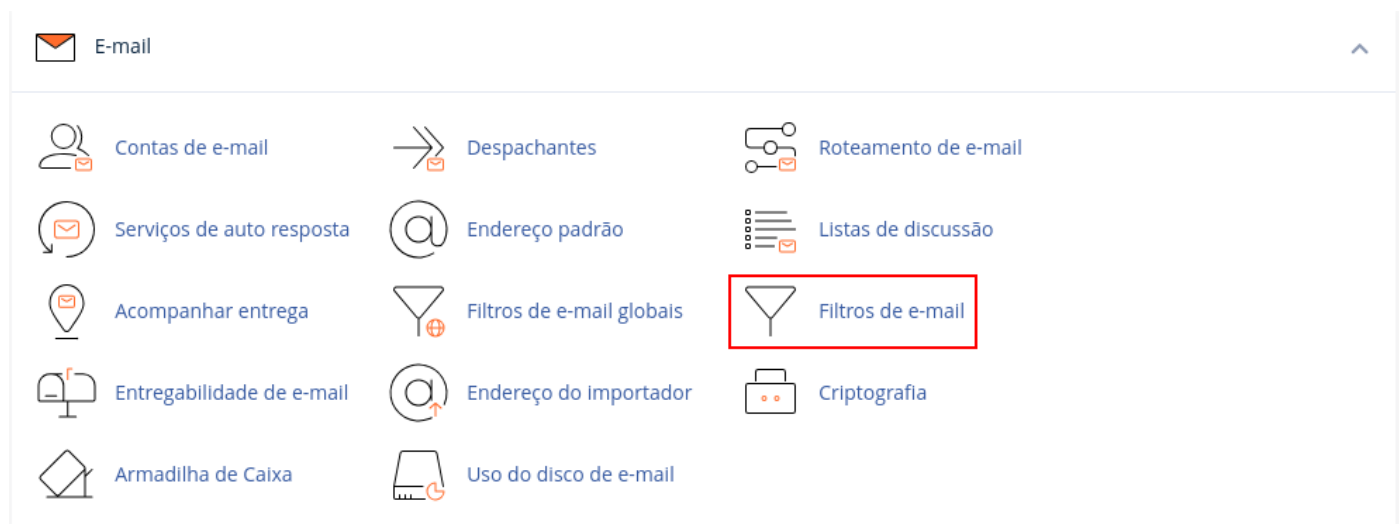 E-mail
Contas de e-mail
Despachantes
Roteamento de e-mail
Serviços de auto resposta
Endereço padrão
Listas de discussão
Acompanhar entrega
Filtros de e-mail globais
Filtros de e-mail
Entregabilidade de e-mail
Endereço do importador
Criptografia
Armadilha de Caixa
Uso do disco de e-mail